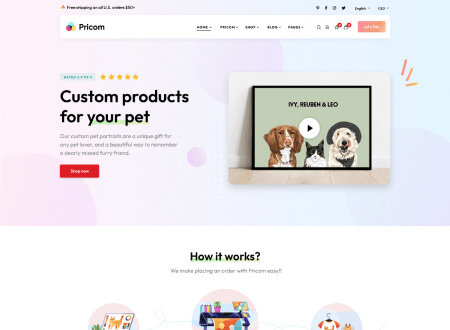 Free shipping on all U.S. orders $50+
English
USD
Pricom
HOME
PRICOM
SHOP
BLOG
PAGES
Let's Talk
RATED 4.9 OF 5
Custom products
for your pet
Our custom pet portraits are a unique gift for
any pet lover, and a beautiful way to remember
a dearly missed furry friend.
Shop now
IVY, REUBEN & LEO
How it works?
We make placing an order with Pricom easy!!